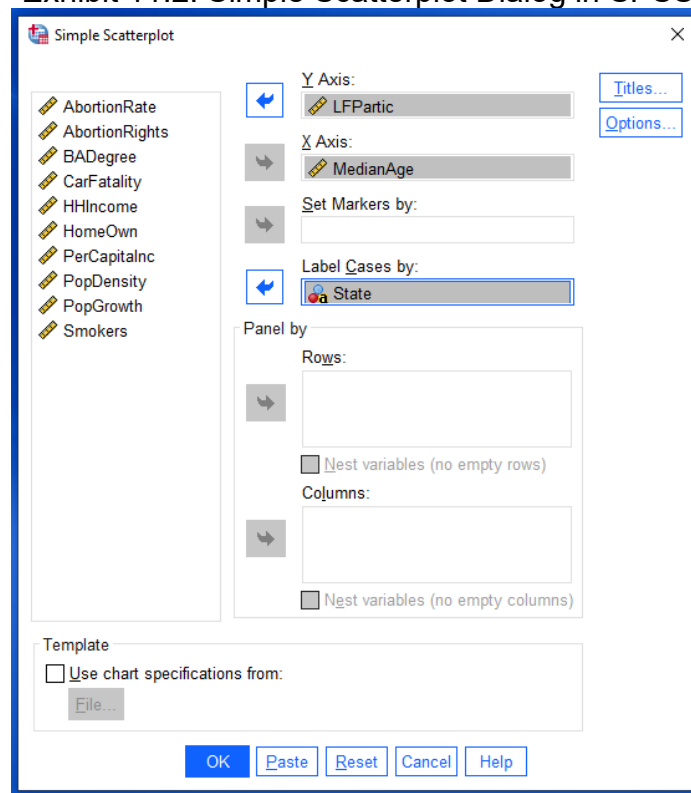 Simple Scatterplot
AbortionRate
AbortionRights
BADegree
CarFatality
HHIncome
HomeOwn
PerCapitaInc
PopDensity
PopGrowth
Smokers
Y Axis:
LFPartic
X Axis:
MedianAge
Set Markers by:
Label Cases by:
State
Panel by
Rows:
Nest variables (no empty rows)
Columns:
Nest variables (no empty columns)
Titles...
Options...
Template
Use chart specifications from:
File...
OK Paste Reset Cancel Help